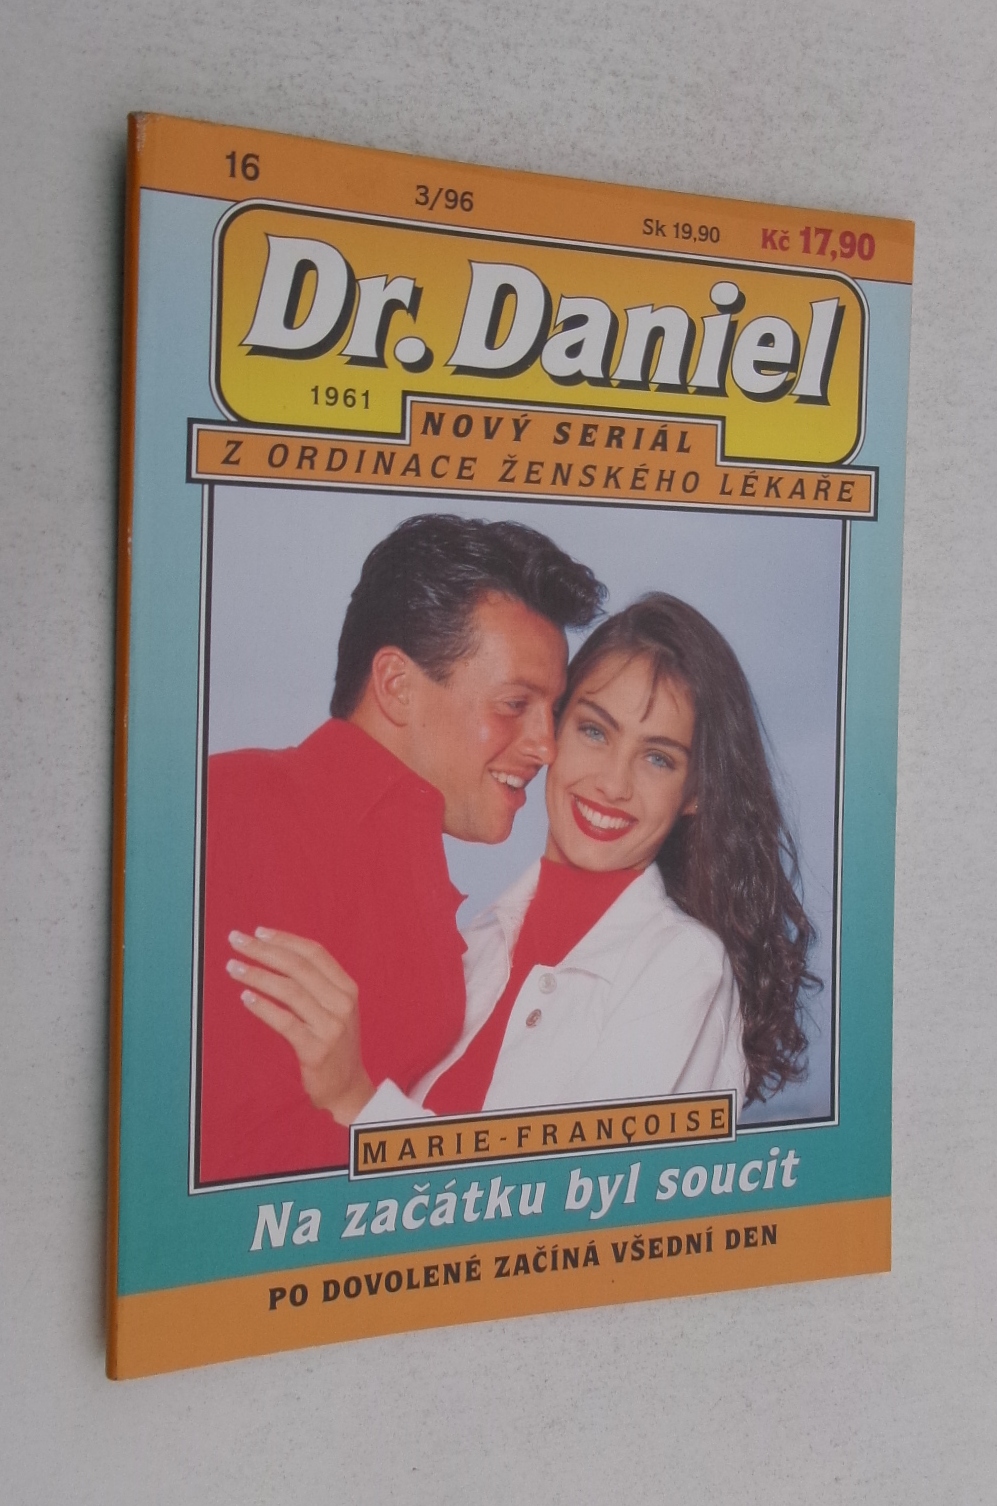 16 3/96 Sk 19,90 Kč 17,90
Dr. Daniel
1961
NOVÝ SERIÁL
Z ORDINACE ŽENSKÉHO LÉKAŘE
MARIE-FRANÇOISE
Na začátku byl soucit
PO DOVOLENÉ ZAČÍNÁ VŠEDNÍ DEN